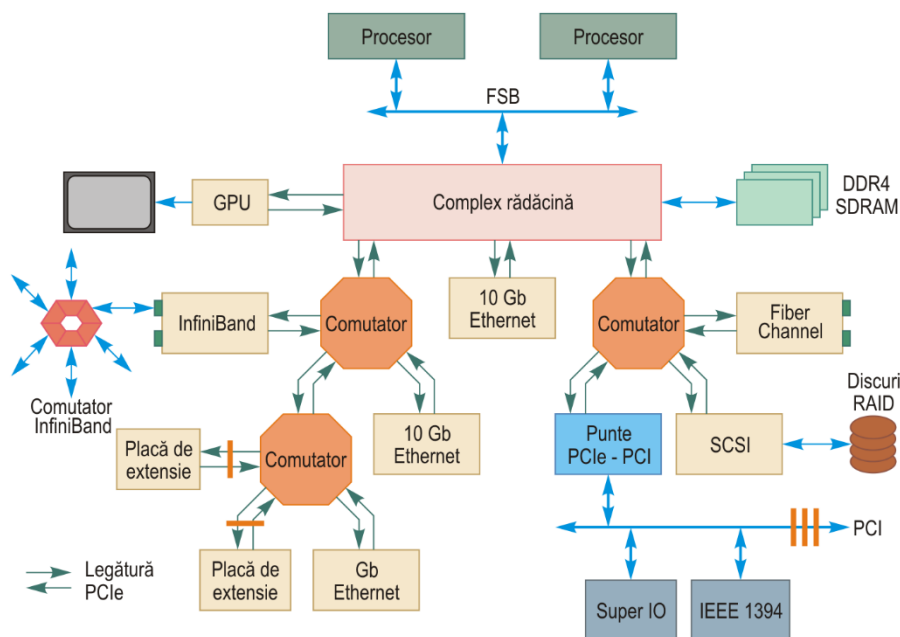 Procesor
Procesor
FSB
GPU
Complex rădăcină
DDR4
SDRAM
InfiniBand
Comutator
10 Gb
Ethernet
Comutator
Fiber
Channel
Comutator
InfiniBand
Discuri
RAID
Placă de
extensie
Comutator
10 Gb
Ethernet
Punte
PCIe - PCI
SCSI
PCI
Legătură
PCIe
Placă de
extensie
Gb
Ethernet
Super IO
IEEE 1394